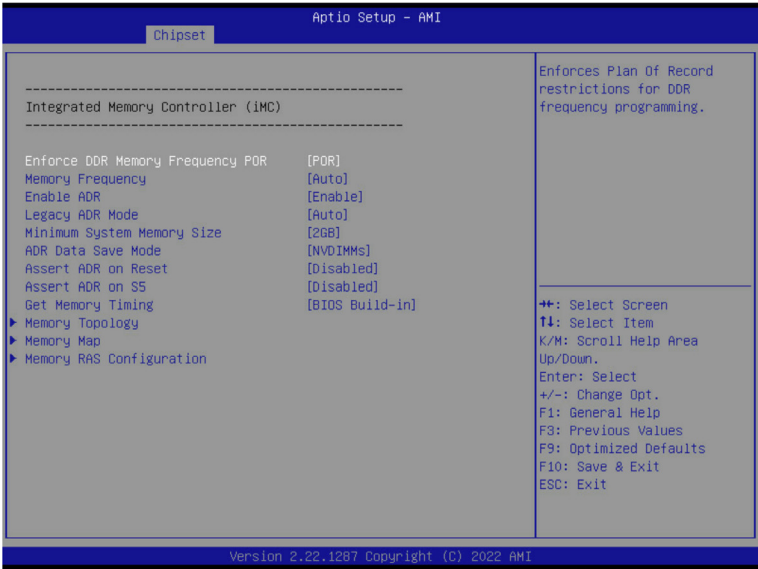 Aptio Setup – AMI
Chipset
--------------------------------------------------
Integrated Memory Controller (iMC)
--------------------------------------------------
Enforce DDR Memory Frequency POR [POR]
Memory Frequency [Auto]
Enable ADR [Enable]
Legacy ADR Mode [Auto]
Minimum System Memory Size [2GB]
ADR Data Save Mode [NVDIMMs]
Assert ADR on Reset [Disabled]
Assert ADR on S5 [Disabled]
Get Memory Timing [BIOS Build-in]
▶ Memory Topology
▶ Memory Map
▶ Memory RAS Configuration
Enforces Plan Of Record
restrictions for DDR
frequency programming.
→←: Select Screen
↑↓: Select Item
K/M: Scroll Help Area
Up/Down.
Enter: Select
+/-: Change Opt.
F1: General Help
F3: Previous Values
F9: Optimized Defaults
F10: Save & Exit
ESC: Exit
Version 2.22.1287 Copyright (C) 2022 AMI